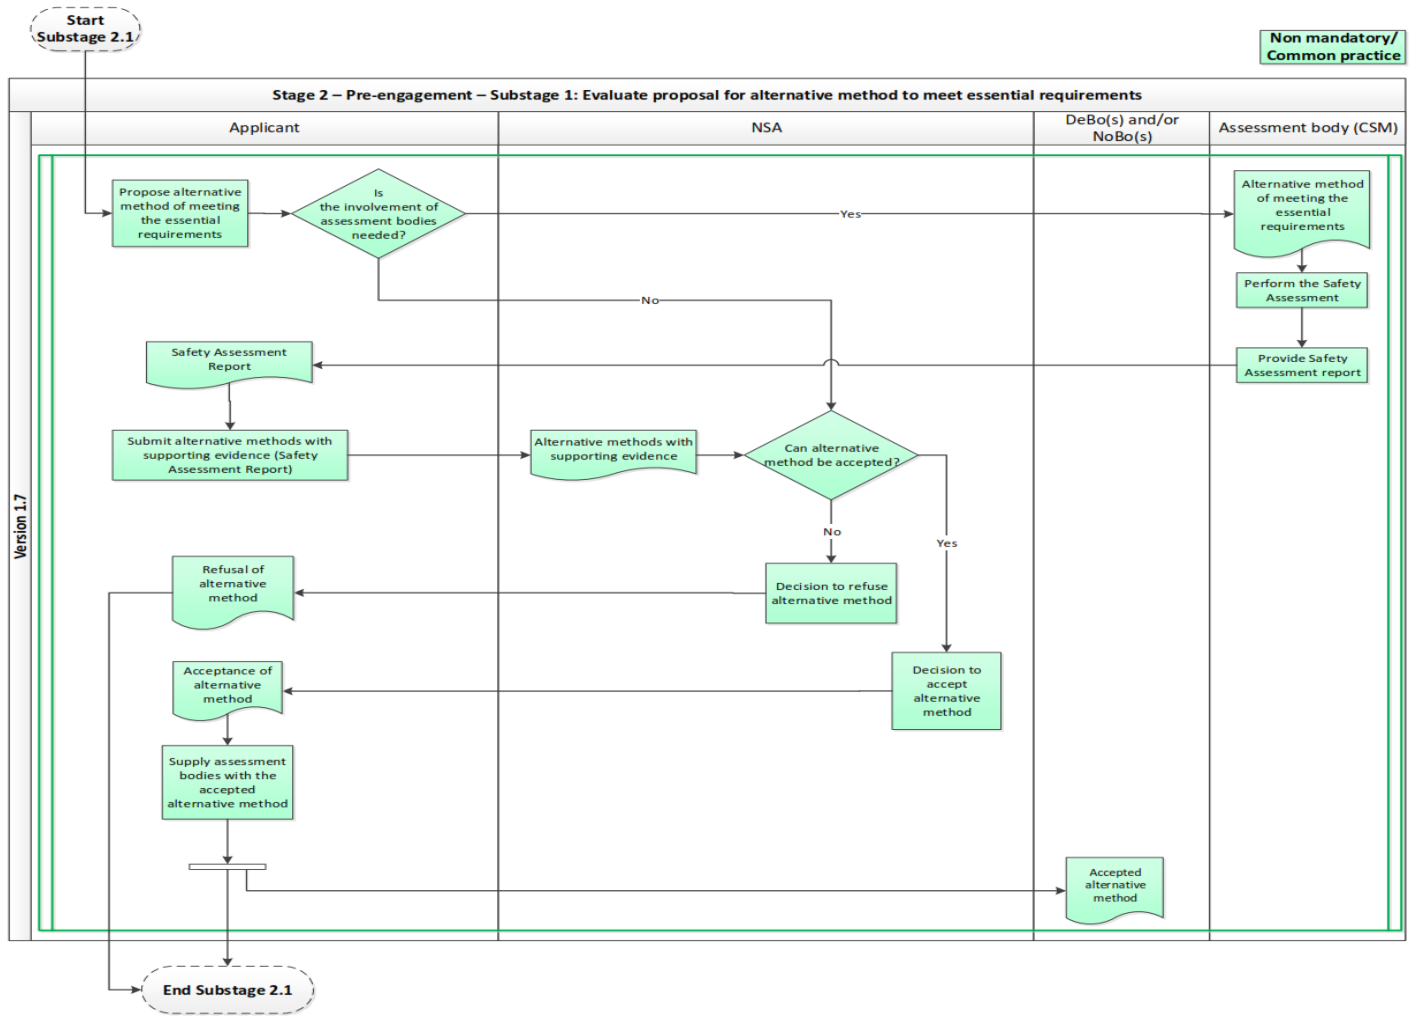 Start
Substage 2.1
Non mandatory/
Common practice
Stage 2 – Pre-engagement – Substage 1: Evaluate proposal for alternative method to meet essential requirements
Version 1.7
Applicant
NSA
DeBo(s) and/or
NoBo(s)
Assessment body (CSM)
Propose alternative
method of meeting
the essential
requirements
Is
the involvement of
assessment bodies
needed?
Yes
Alternative method
of meeting the
essential
requirements
Perform the Safety
Assessment
No
Provide Safety
Assessment report
Safety Assessment
Report
Submit alternative methods with
supporting evidence (Safety
Assessment Report)
Alternative methods with
supporting evidence
Can alternative
method be accepted?
No
Yes
Decision to refuse
alternative method
Refusal of
alternative
method
Decision to
accept
alternative
method
Acceptance of
alternative
method
Supply assessment
bodies with the
accepted
alternative method
Accepted
alternative
method
End Substage 2.1